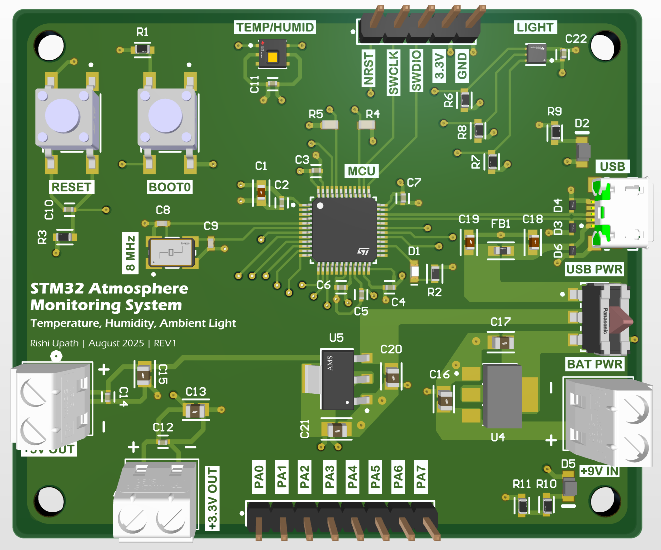 R1
TEMP/HUMID
LIGHT
C22
C11
NRST
SWCLK
SWDIO
3.3V
GND
R6
R5
R4
R8
R9
D2
R7
MCU
USB
C3
RESET
BOOT0
C1
C2
C7
C10
C8
C9
D4
R3
C19
FB1
C18
D3
8 MHz
D1
D6
R2
USB PWR
STM32 Atmosphere
Monitoring System
C6
C5
C4
Temperature, Humidity, Ambient Light
Panasonic
C17
Rishi Upath | August 2025 | REV1
U5
C20
BAT PWR
AMS
+
C15
C16
-
C14
C13
-
C21
U4
+
C12
+
-
+5V OUT
+3.3V OUT
PA0
PA1
PA2
PA3
PA4
PA5
PA6
PA7
D5
+9V IN
R11
R10